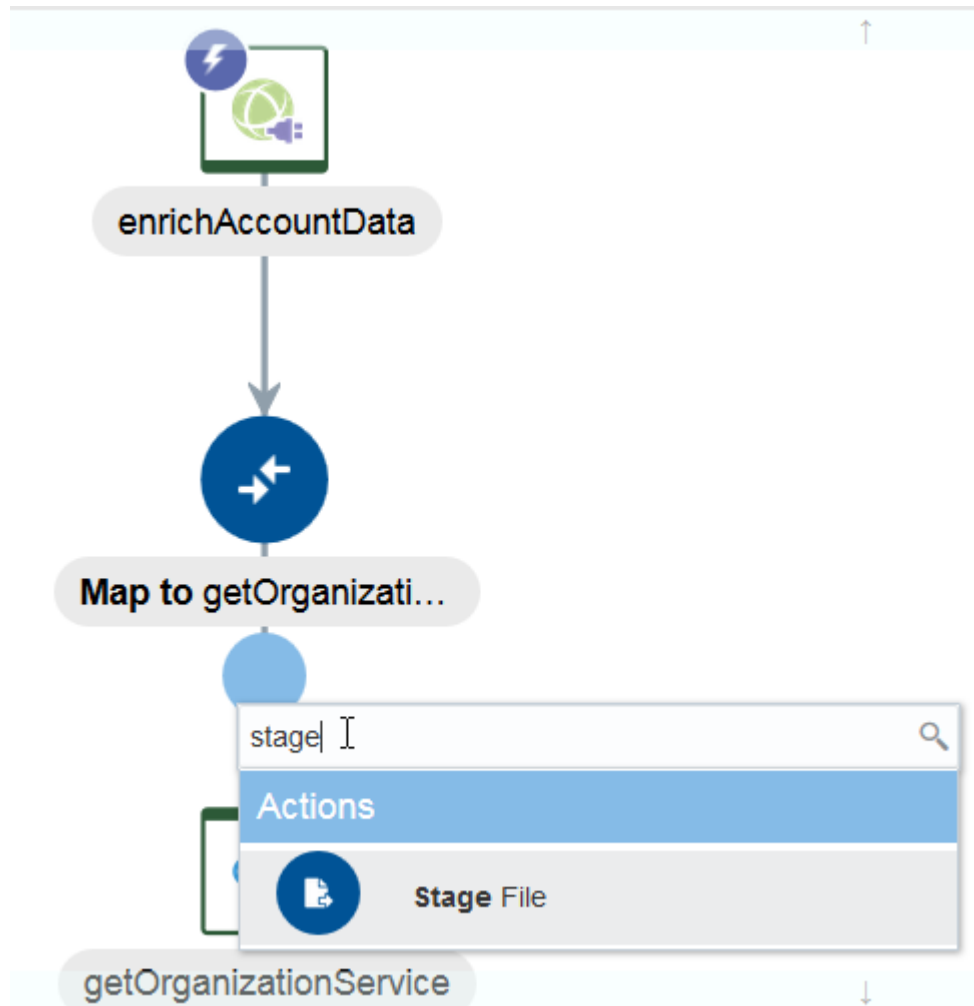 enrichAccountData
Map to getOrganizati...
stage
Actions
Stage File
getOrganizationService